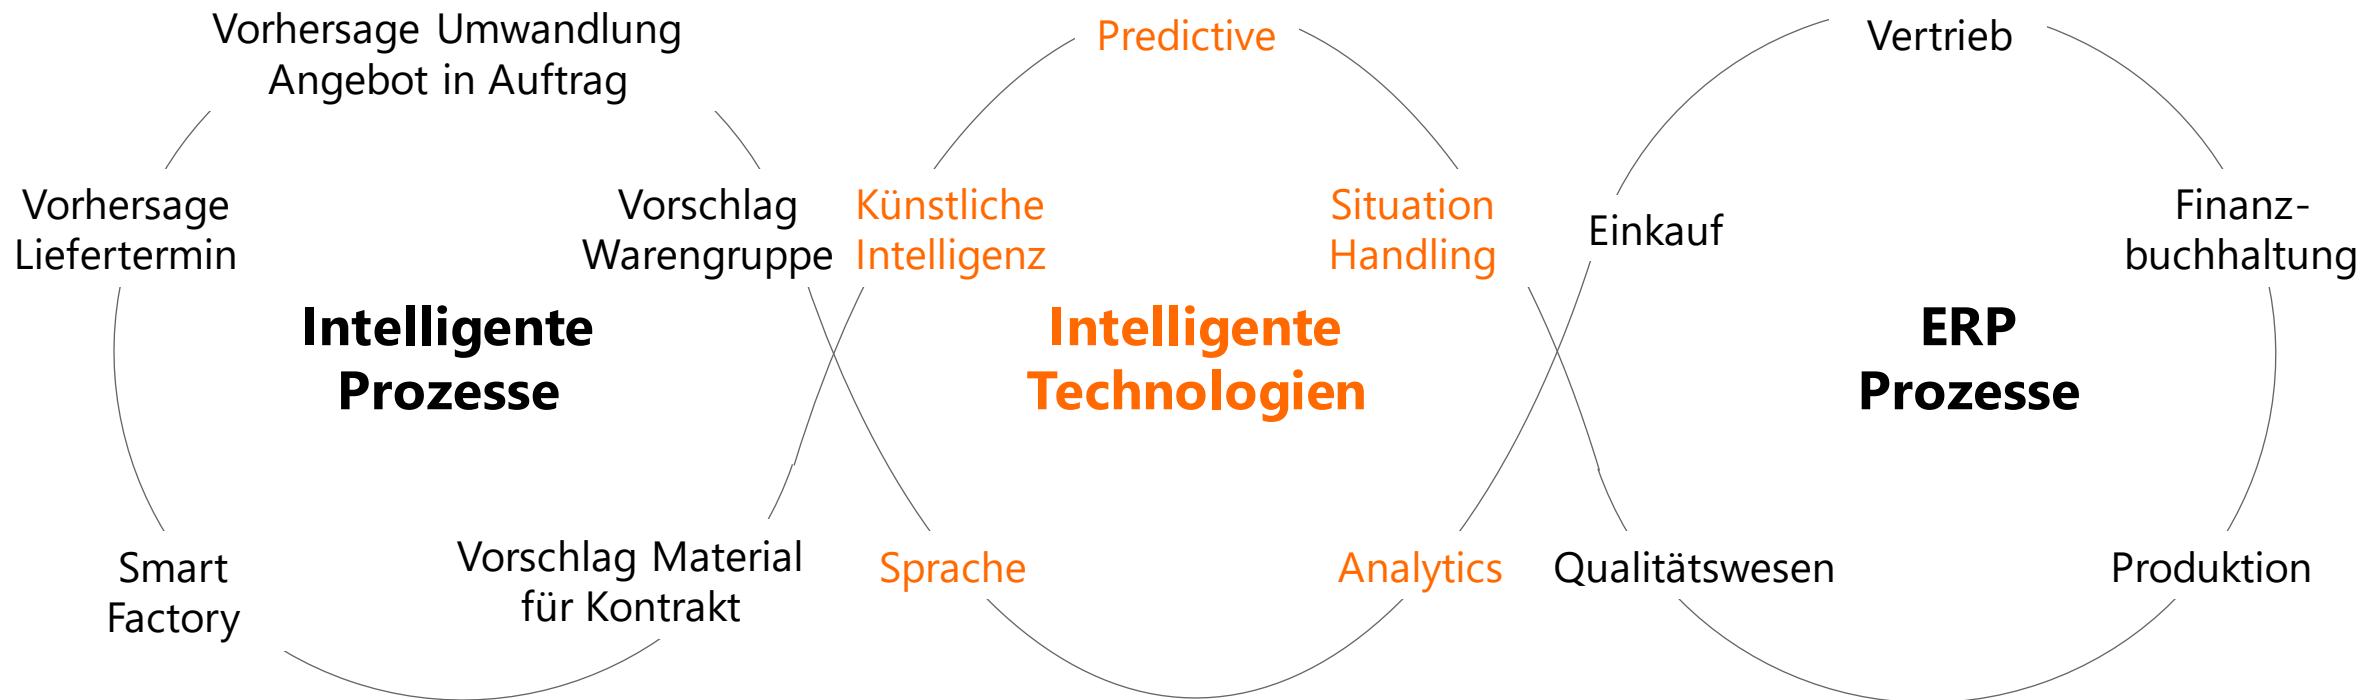 Vorhersage Umwandlung
Angebot in Auftrag
Vorhersage
Liefertermin
Vorschlag
Warengruppe
Intelligente
Prozesse
Smart
Factory
Vorschlag Material
für Kontrakt
Predictive
Künstliche
Intelligenz
Situation
Handling
Intelligente
Technologien
Sprache
Analytics
Vertrieb
Einkauf
Finanz-
buchhaltung
ERP
Prozesse
Qualitätswesen
Produktion